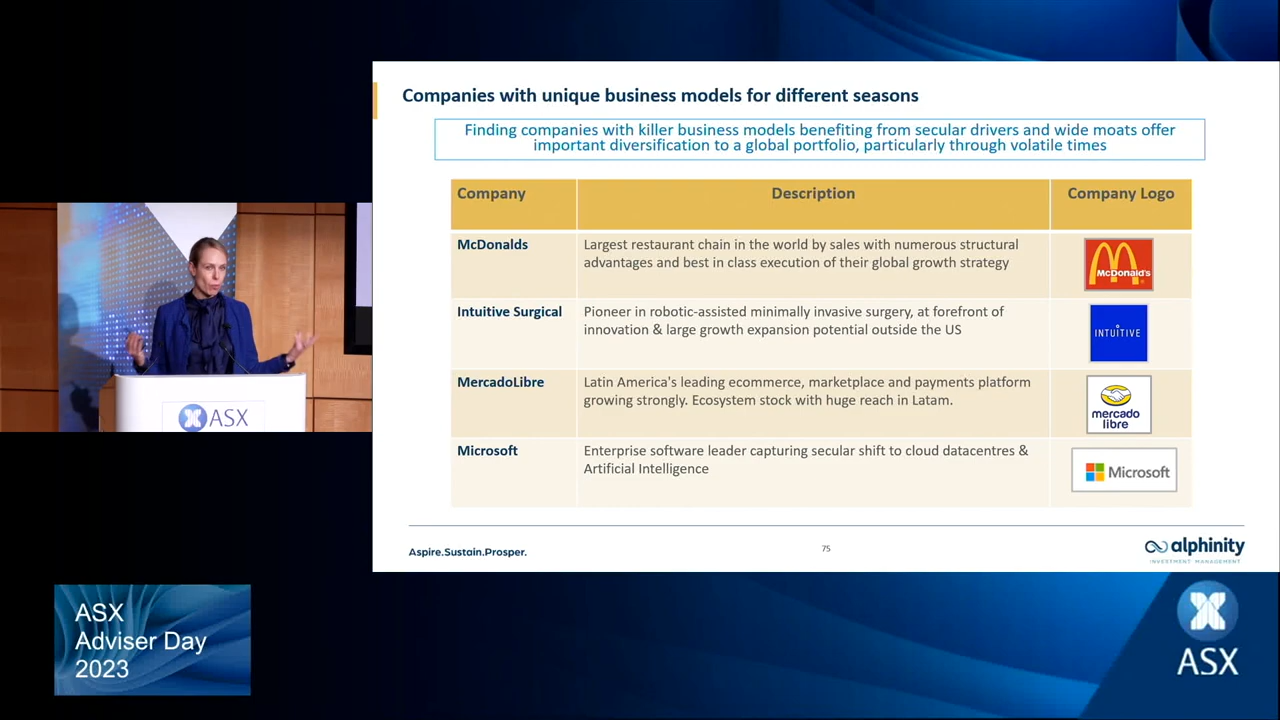 Companies with unique business models for different seasons
Finding companies with killer business models benefiting from secular drivers and wide moats offer
important diversification to a global portfolio, particularly through volatile times
Company
Description
Company Logo
McDonalds
Largest restaurant chain in the world by sales with numerous structural
advantages and best in class execution of their global growth strategy
McDonald's
Intuitive Surgical
Pioneer in robotic-assisted minimally invasive surgery, at forefront of
innovation & large growth expansion potential outside the US
INTUITIVE
MercadoLibre
Latin America's leading ecommerce, marketplace and payments platform
growing strongly. Ecosystem stock with huge reach in Latam.
mercado
libre
Microsoft
Enterprise software leader capturing secular shift to cloud datacentres &
Artificial Intelligence
Microsoft
Aspire.Sustain.Prosper.
75
alphinity
INVESTMENT MANAGEMENT
ASX
ASX
Adviser Day
2023
ASX